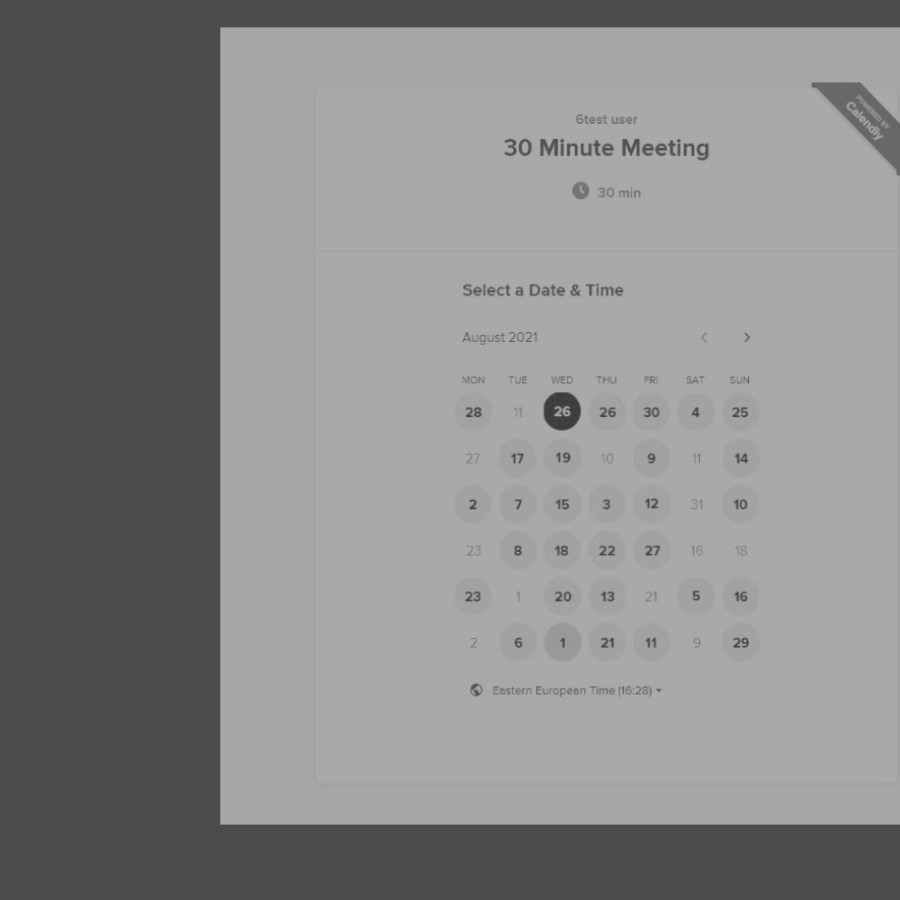 POWERED BY
Calendly
6test user
30 Minute Meeting
30 min
Select a Date & Time
August 2021
MON TUE WED THU FRI SAT SUN
28 11 26 26 30 4 25
27 17 19 10 9 11 14
2 7 15 3 12 31 10
23 8 18 22 27 16 18
23 1 20 13 21 5 16
2 6 1 21 11 9 29
Eastern European Time (16:28)